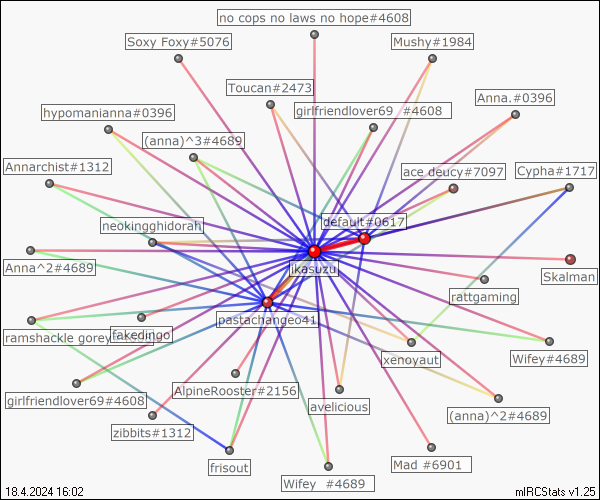 no cops no laws no hope#4608
Soxy Foxy#5076
Mushy#1984
Toucan#2473
Anna.#0396
hypomanianna#0396
girlfriendlover69 #4608
(anna)^3#4689
Annarchist#1312
ace deucy#7097
Cypha#1717
neokingghidorah
default#0617
Anna^2#4689
ikasuzu
Skalman
rattgaming
pastachangeo41
ramshackle gorey
fakedingo
xenoyaut
Wifey#4689
girlfriendlover69#4608
AlpineRooster#2156
avelicious
(anna)^2#4689
zibbits#1312
frisout
Mad #6901
Wifey #4689
18.4.2024 16:02
mIRCStats v1.25